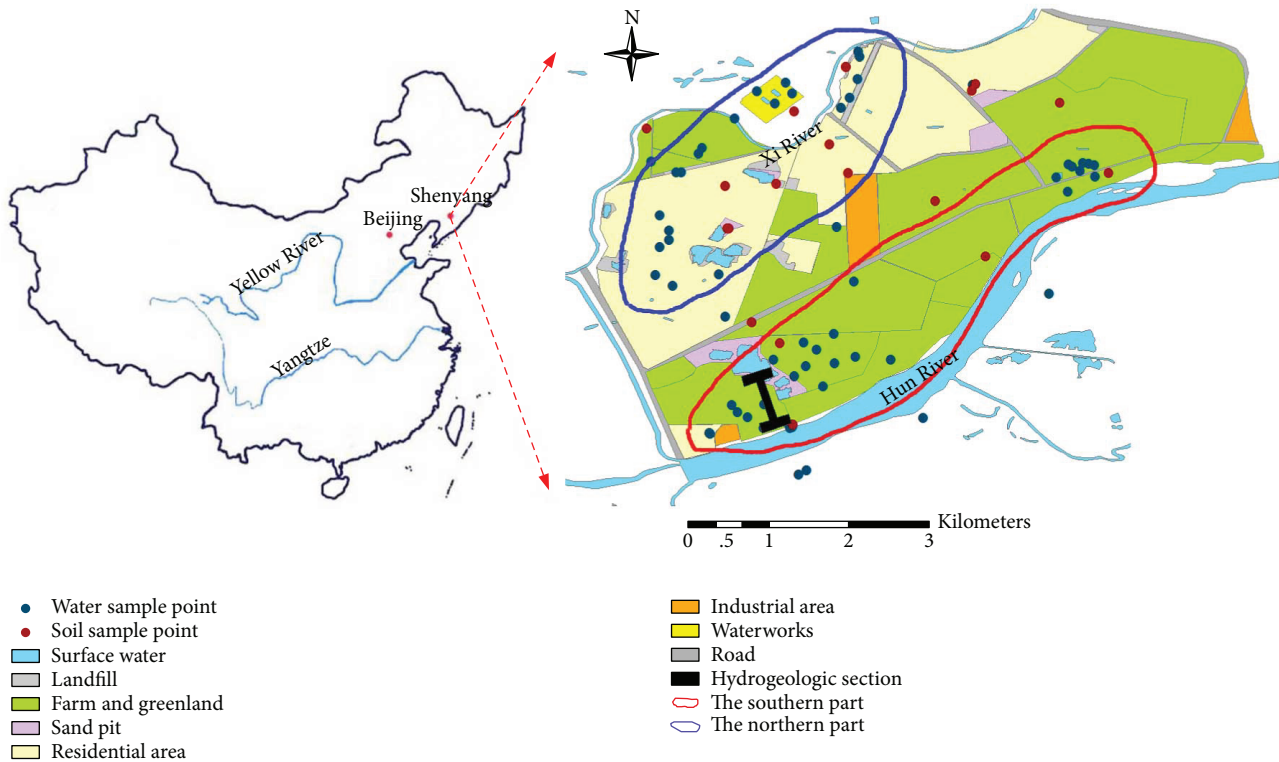 N
Shenyang
Beijing
Yellow River
Yangtze
Xi River
Hun River
Kilometers
0 .5 1 2 3
Water sample point
Soil sample point
Surface water
Landfill
Farm and greenland
Sand pit
Residential area
Industrial area
Waterworks
Road
Hydrogeologic section
The southern part
The northern part